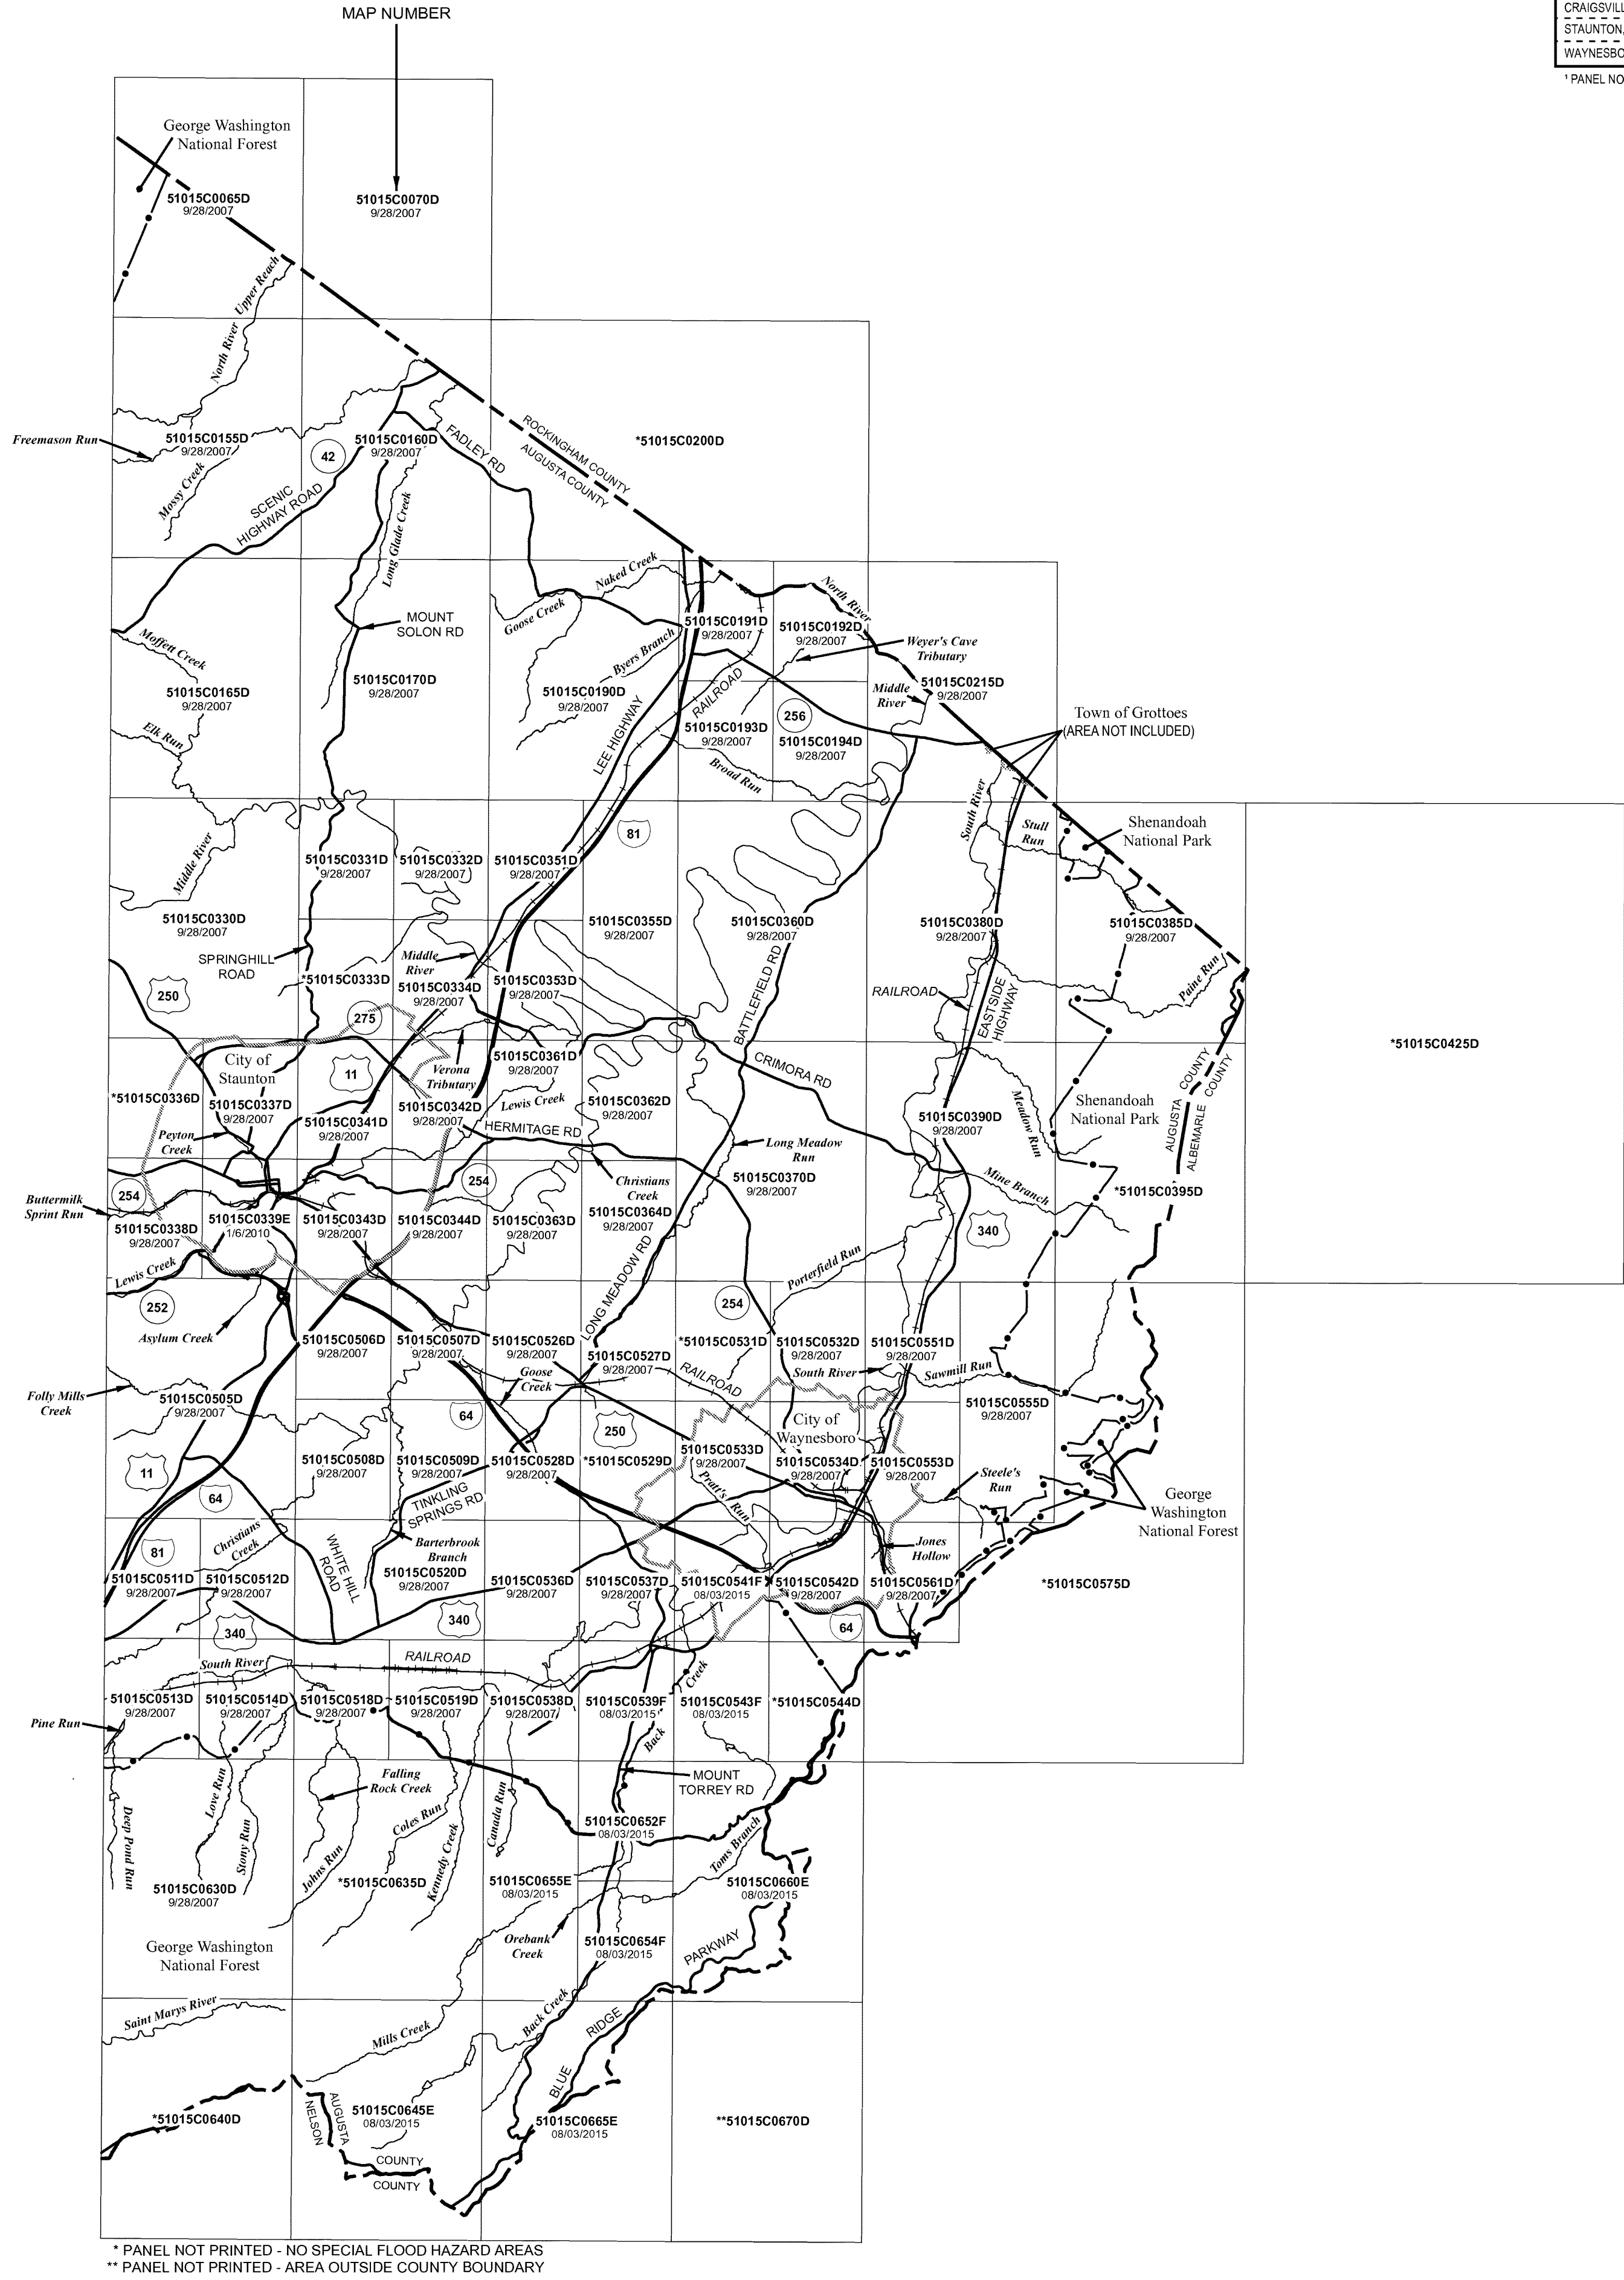 MAP NUMBER
CRAIGSVILL
STAUNTON,
WAYNESBO
¹ PANEL NO
George Washington
National Forest
51015C0065D
9/28/2007
51015C0070D
9/28/2007
North River Upper Reach
Freemason Run
51015C0155D
9/28/2007
Mossy Creek
42
SCENIC
HIGHWAY ROAD
51015C0160D
9/28/2007
FADLEY RD
Long Glade Creek
ROCKINGHAM COUNTY
AUGUSTA COUNTY
*51015C0200D
Moffett Creek
MOUNT
SOLON RD
Goose Creek
Naked Creek
Byers Branch
51015C0191D
9/28/2007
51015C0192D
9/28/2007
North River
Weyer's Cave
Tributary
51015C0165D
9/28/2007
51015C0170D
9/28/2007
51015C0190D
9/28/2007
LEE HIGHWAY
RAILROAD
Middle
River
51015C0215D
9/28/2007
256
51015C0193D
9/28/2007
51015C0194D
9/28/2007
Town of Grottoes
(AREA NOT INCLUDED)
Elk Run
Broad Run
South River
81
Stull
Run
Shenandoah
National Park
Middle River
51015C0331D
9/28/2007
51015C0332D
9/28/2007
51015C0351D
9/28/2007
51015C0330D
9/28/2007
51015C0355D
9/28/2007
51015C0360D
9/28/2007
51015C0380D
9/28/2007
51015C0385D
9/28/2007
SPRINGHILL
ROAD
Middle
River
250
*51015C0333D
51015C0334D
9/28/2007
51015C0353D
9/28/2007
BATTLEFIELD RD
RAILROAD
EASTSIDE
HIGHWAY
Paine Run
275
City of
Staunton
11
Verona
Tributary
51015C0361D
9/28/2007
CRIMORA RD
*51015C0425D
*51015C0336D
51015C0337D
9/28/2007
51015C0341D
9/28/2007
51015C0342D
9/28/2007
Lewis Creek
51015C0362D
9/28/2007
51015C0390D
9/28/2007
Meadow Run
Shenandoah
National Park
AUGUSTA COUNTY
ALBEMARLE COUNTY
Peyton
Creek
HERMITAGE RD
Long Meadow
Run
254
254
Christians
Creek
51015C0370D
9/28/2007
Mine Branch
*51015C0395D
Buttermilk
Sprint Run
51015C0338D
9/28/2007
51015C0339E
1/6/2010
51015C0343D
9/28/2007
51015C0344D
9/28/2007
51015C0363D
9/28/2007
51015C0364D
9/28/2007
340
Lewis Creek
LONG MEADOW RD
Porterfield Run
252
254
Asylum Creek
51015C0506D
9/28/2007
51015C0507D
9/28/2007
51015C0526D
9/28/2007
51015C0527D
9/28/2007
*51015C0531D
51015C0532D
9/28/2007
51015C0551D
9/28/2007
Goose
Creek
RAILROAD
South River
Sawmill Run
Folly Mills
Creek
51015C0505D
9/28/2007
64
250
City of
Waynesboro
51015C0555D
9/28/2007
11
64
51015C0508D
9/28/2007
51015C0509D
9/28/2007
51015C0528D
9/28/2007
*51015C0529D
51015C0533D
9/28/2007
51015C0534D
9/28/2007
51015C0553D
9/28/2007
Steele's
Run
TINKLING
SPRINGS RD
Pratt's Run
George
Washington
National Forest
81
Christians
Creek
WHITE HILL
ROAD
Barterbrook
Branch
Jones
Hollow
51015C0511D
9/28/2007
51015C0512D
9/28/2007
51015C0520D
9/28/2007
51015C0536D
9/28/2007
51015C0537D
9/28/2007
51015C0541F
08/03/2015
51015C0542D
9/28/2007
51015C0561D
9/28/2007
*51015C0575D
340
340
64
South River
RAILROAD
51015C0513D
9/28/2007
51015C0514D
9/28/2007
51015C0518D
9/28/2007
51015C0519D
9/28/2007
51015C0538D
9/28/2007
51015C0539F
08/03/2015
51015C0543F
08/03/2015
*51015C0544D
Back Creek
Pine Run
Falling
Rock Creek
MOUNT
TORREY RD
Deep Pond Run
Love Run
Stony Run
Johns Run
Coles Run
Kennedy Creek
Canada Run
51015C0652F
08/03/2015
Toms Branch
51015C0630D
9/28/2007
*51015C0635D
51015C0655E
08/03/2015
51015C0660E
08/03/2015
George Washington
National Forest
Orebank
Creek
51015C0654F
08/03/2015
BLUE RIDGE PARKWAY
Saint Marys River
Mills Creek
Back Creek
*51015C0640D
NELSON
AUGUSTA
COUNTY
COUNTY
51015C0645E
08/03/2015
51015C0665E
08/03/2015
**51015C0670D
* PANEL NOT PRINTED - NO SPECIAL FLOOD HAZARD AREAS
** PANEL NOT PRINTED - AREA OUTSIDE COUNTY BOUNDARY